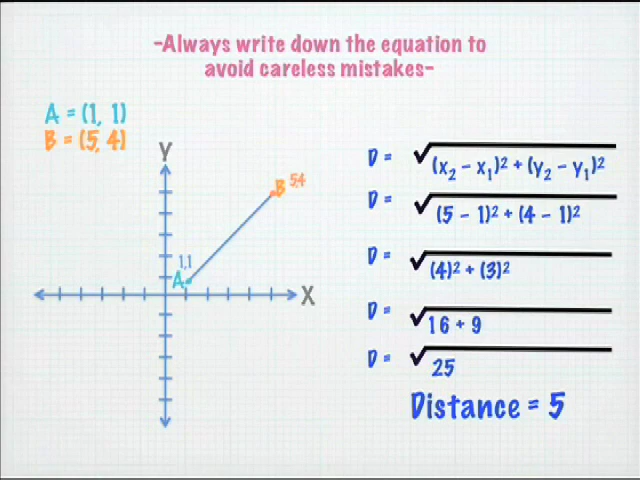 -Always write down the equation to
avoid careless mistakes-
A = (1, 1)
B = (5, 4)
Y
B 5,4
1,1
A
X
D = √(x₂ - x₁)² + (y₂ - y₁)²
D = √(5 - 1)² + (4 - 1)²
D = √(4)² + (3)²
D = √16 + 9
D = √25
Distance = 5